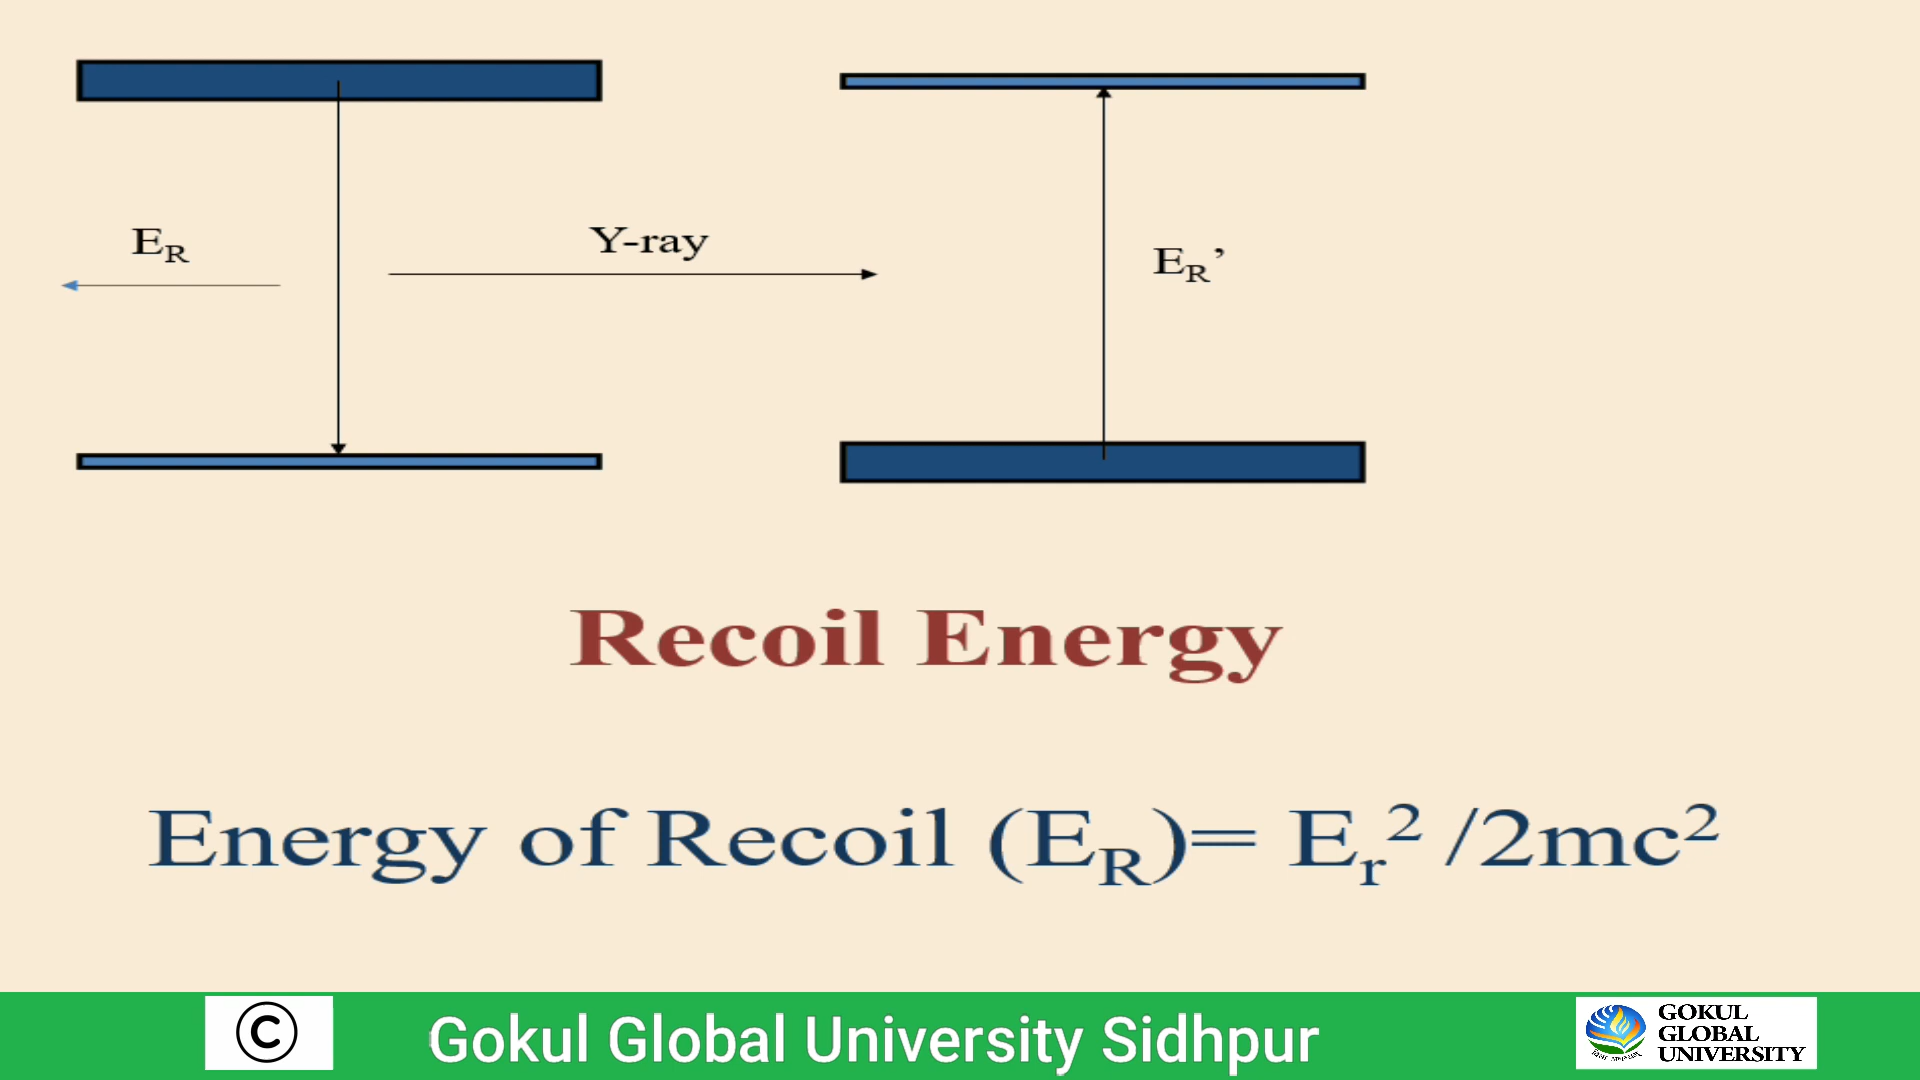 E_R
Y-ray
E_R’
Recoil Energy
Energy of Recoil (E_R)= E_r² /2mc²
© Gokul Global University Sidhpur
GOKUL
GLOBAL
UNIVERSITY